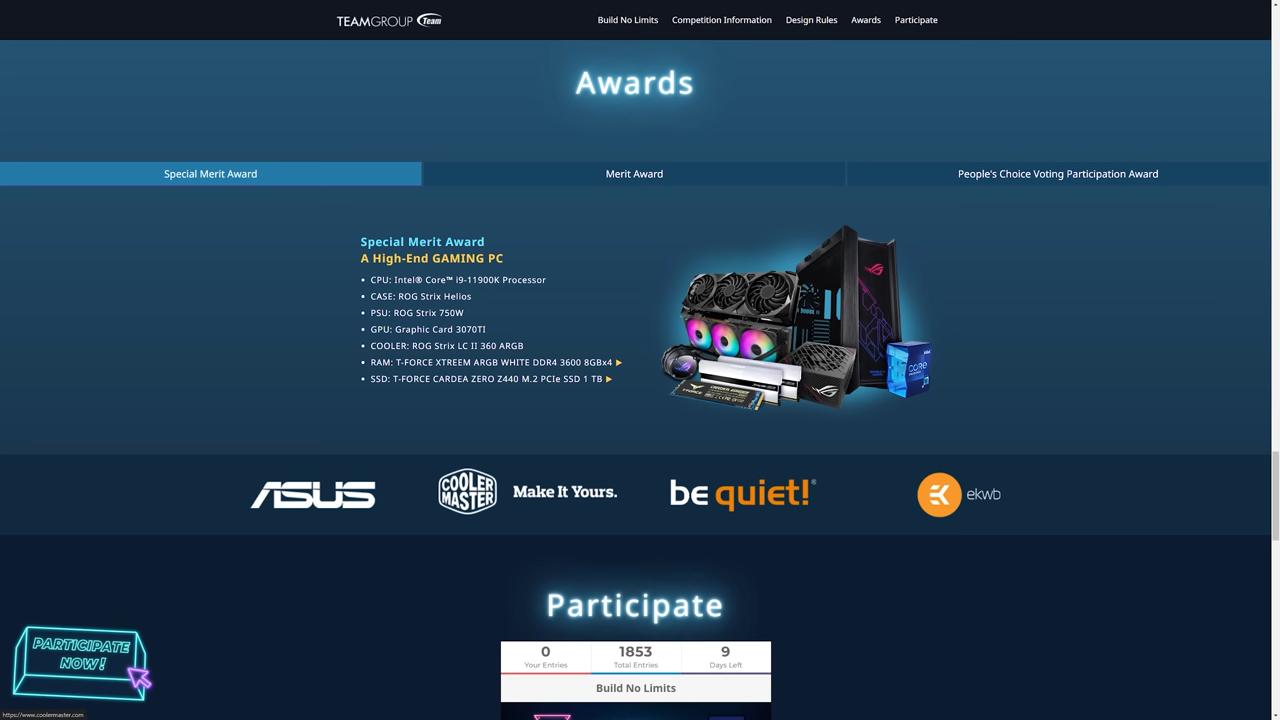 TEAMGROUP Team
Build No Limits
Competition Information
Design Rules
Awards
Participate
Awards
Special Merit Award
Merit Award
People's Choice Voting Participation Award
Special Merit Award
A High-End GAMING PC
• CPU: Intel® Core™ i9-11900K Processor
• CASE: ROG Strix Helios
• PSU: ROG Strix 750W
• GPU: Graphic Card 3070TI
• COOLER: ROG Strix LC II 360 ARGB
• RAM: T-FORCE XTREEM ARGB WHITE DDR4 3600 8GBx4
• SSD: T-FORCE CARDEA ZERO Z440 M.2 PCIe SSD 1 TB
CORE
ASUS
COOLER MASTER
Make It Yours.
be quiet!®
ekwb
Participate
PARTICIPATE
NOW!
0
Your Entries
1853
Total Entries
9
Days Left
Build No Limits
https://www.coolermaster.com